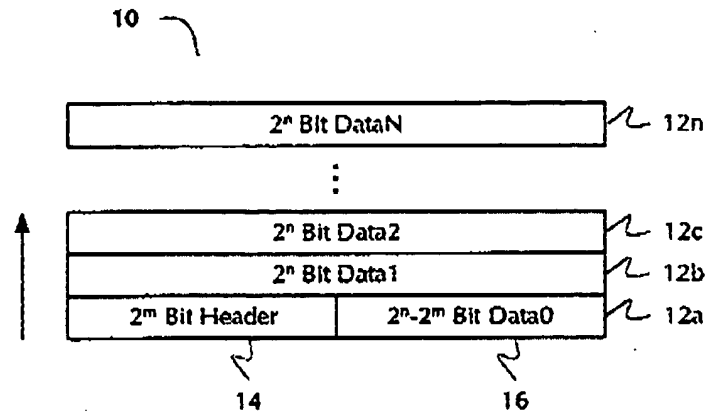 10
2ⁿ Bit DataN 12n
⋮
2ⁿ Bit Data2 12c
2ⁿ Bit Data1 12b
2ᵐ Bit Header 2ⁿ-2ᵐ Bit Data0 12a
14 16